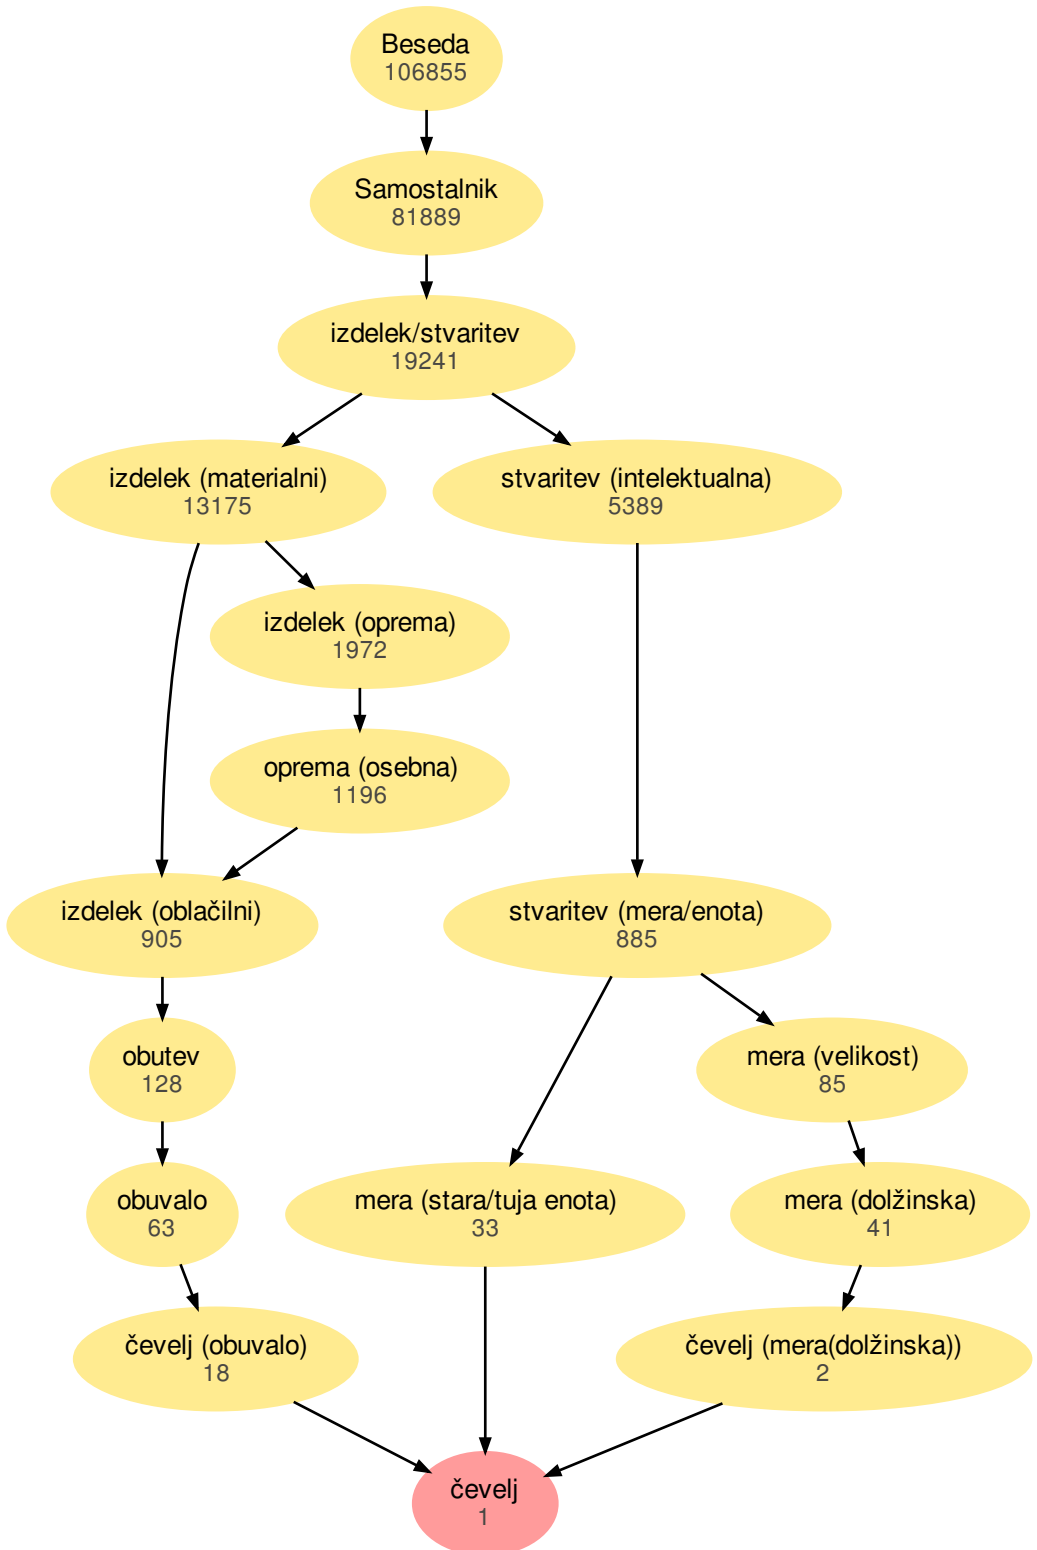 Beseda
106855
Samostalnik
81889
izdelek/stvaritev
19241
izdelek (materialni)
13175
stvaritev (intelektualna)
5389
izdelek (oprema)
1972
oprema (osebna)
1196
izdelek (oblačilni)
905
stvaritev (mera/enota)
885
obutev
128
mera (velikost)
85
obuvalo
63
mera (stara/tuja enota)
33
mera (dolžinska)
41
čevelj (obuvalo)
18
čevelj (mera(dolžinska))
2
čevelj
1